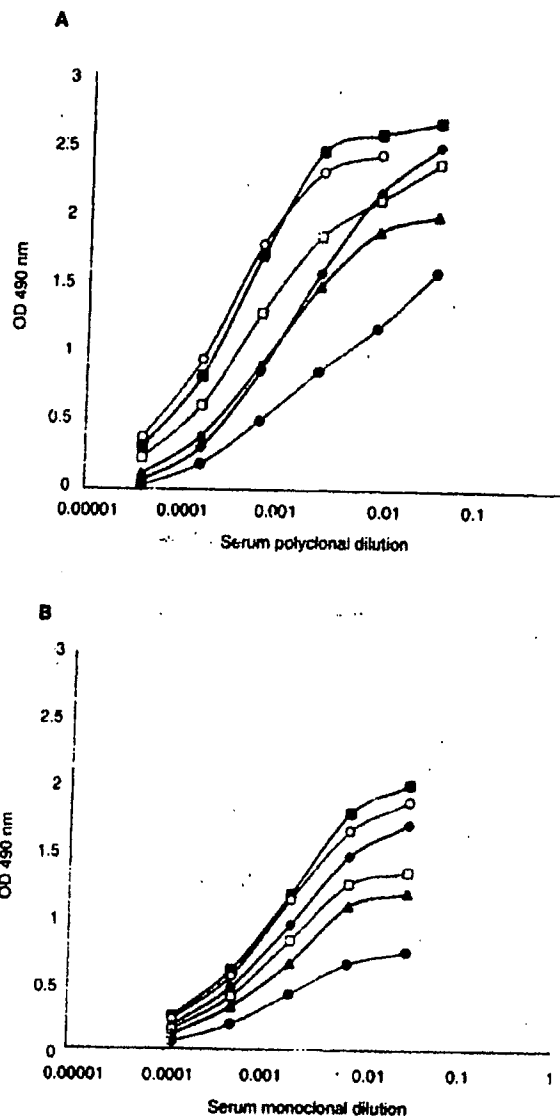 A
3
2.5
2
1.5
1
0.5
0
OD 490 nm
0.00001 0.0001 0.001 0.01 0.1
Serum polyclonal dilution
B
3
2.5
2
1.5
1
0.5
0
OD 490 nm
0.00001 0.0001 0.001 0.01 0.1 1
Serum monoclonal dilution